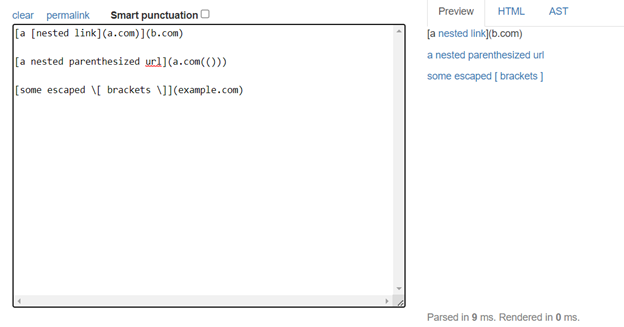 clear permalink Smart punctuation
[a [nested link](a.com)](b.com)
[a nested parenthesized url](a.com(()))
[some escaped \[ brackets \]](example.com)
Preview HTML AST
[a nested link](b.com)
a nested parenthesized url
some escaped [ brackets ]
Parsed in 9 ms. Rendered in 0 ms.